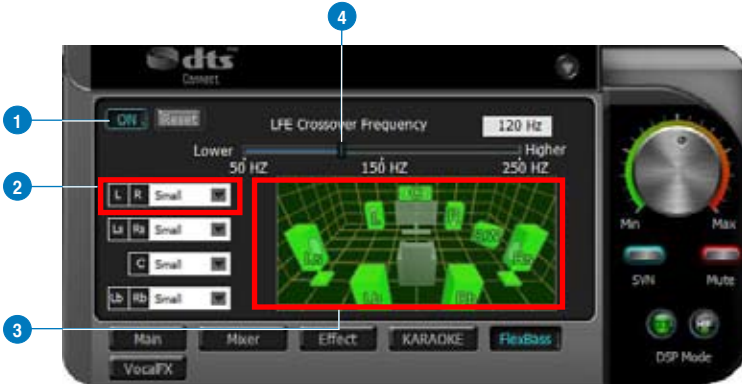 4
dts
Connect
1
ON
Reset
LFE Crossover Frequency
120 Hz
Lower
Higher
50 HZ
150 HZ
250 HZ
2
L R Small
Ls Rs Small
C Small
Lb Rb Small
L
Ls
Lb
Min
Max
SVN
Mute
3
Main
Mixer
Effect
KARAOKE
FlexBass
VocalFX
DSP Mode